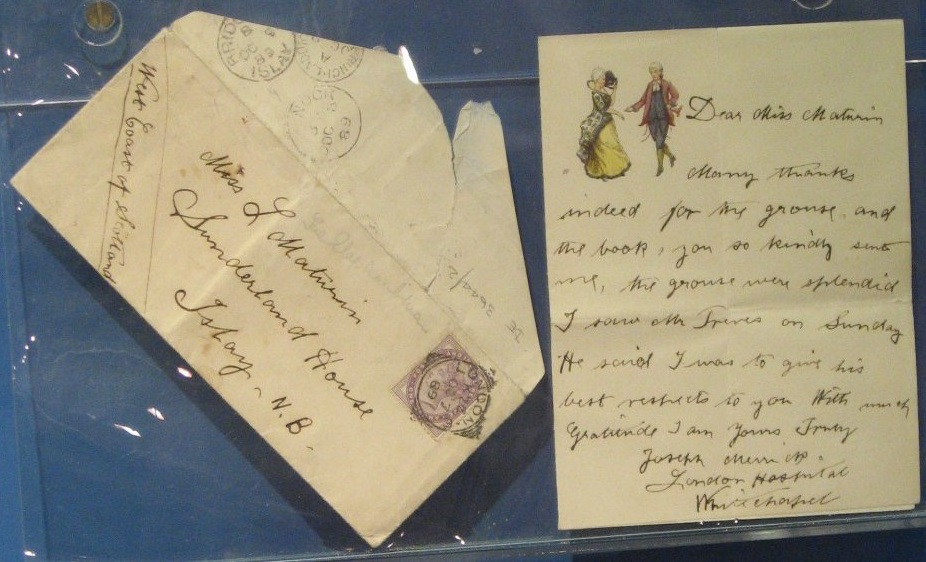 West Coast of Scotland
Miss L Maturin
Sunderland House
Islay, N.B.
LONDON
89
Dear Miss Maturin
Many thanks
indeed for the grouse, and
the book, you so kindly sent
me, the grouse were splendid
I saw Mr Treves on Sunday
He said I was to give his
best respects to you With much
Gratitude I am Yours Truly
Joseph Merrick.
London Hospital
Whitechapel